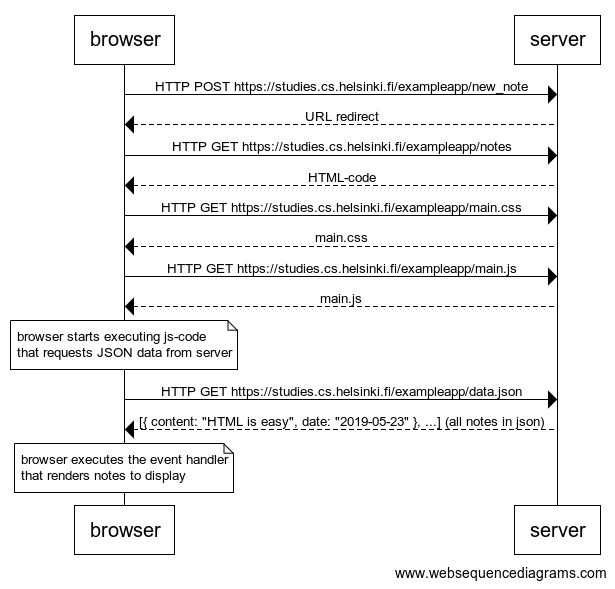 browser
server
HTTP POST https://studies.cs.helsinki.fi/exampleapp/new_note
URL redirect
HTTP GET https://studies.cs.helsinki.fi/exampleapp/notes
HTML-code
HTTP GET https://studies.cs.helsinki.fi/exampleapp/main.css
main.css
HTTP GET https://studies.cs.helsinki.fi/exampleapp/main.js
main.js
browser starts executing js-code
that requests JSON data from server
HTTP GET https://studies.cs.helsinki.fi/exampleapp/data.json
[{ content: "HTML is easy", date: "2019-05-23" }, ...] (all notes in json)
browser executes the event handler
that renders notes to display
browser
server
www.websequencediagrams.com